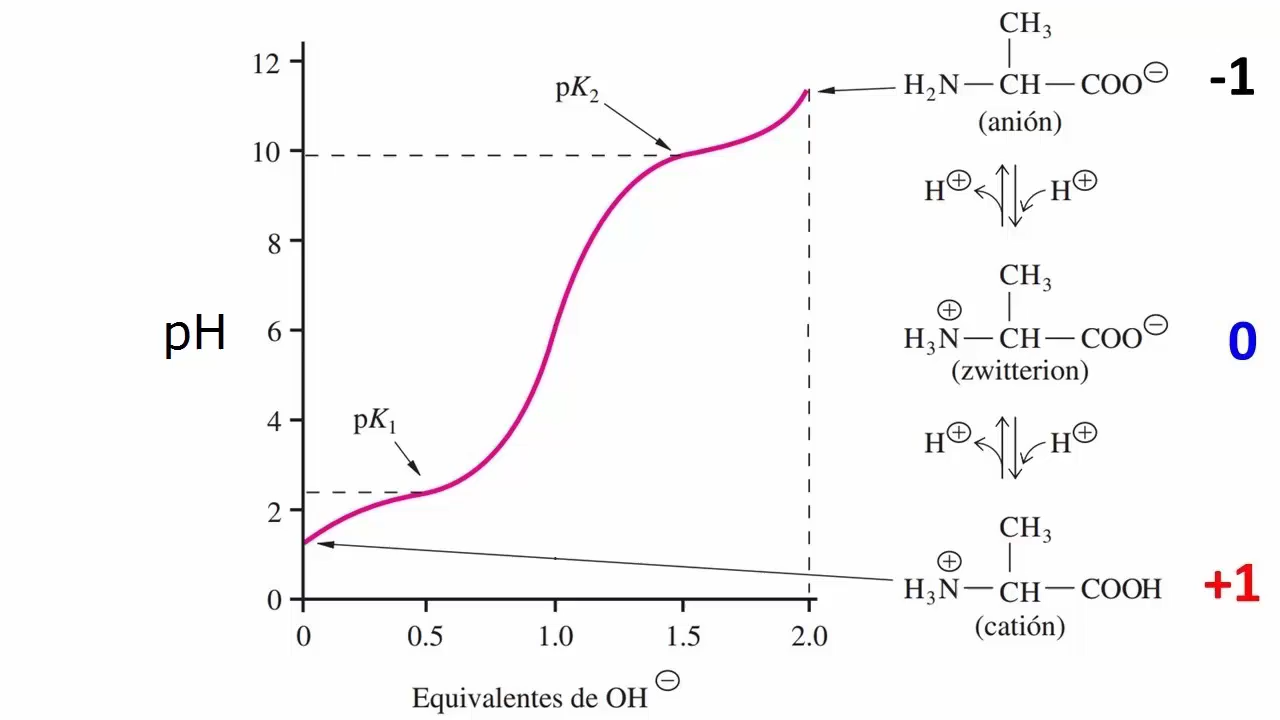 12
10
8
6
4
2
0
pH
pK₂
pK₁
0 0.5 1.0 1.5 2.0
Equivalentes de OH⊖
CH₃
H₂N—CH—COO⊖ -1
(anión)
H⊕ H⊕
CH₃
⊕
H₃N—CH—COO⊖ 0
(zwitterion)
H⊕ H⊕
CH₃
⊕
H₃N—CH—COOH +1
(catión)